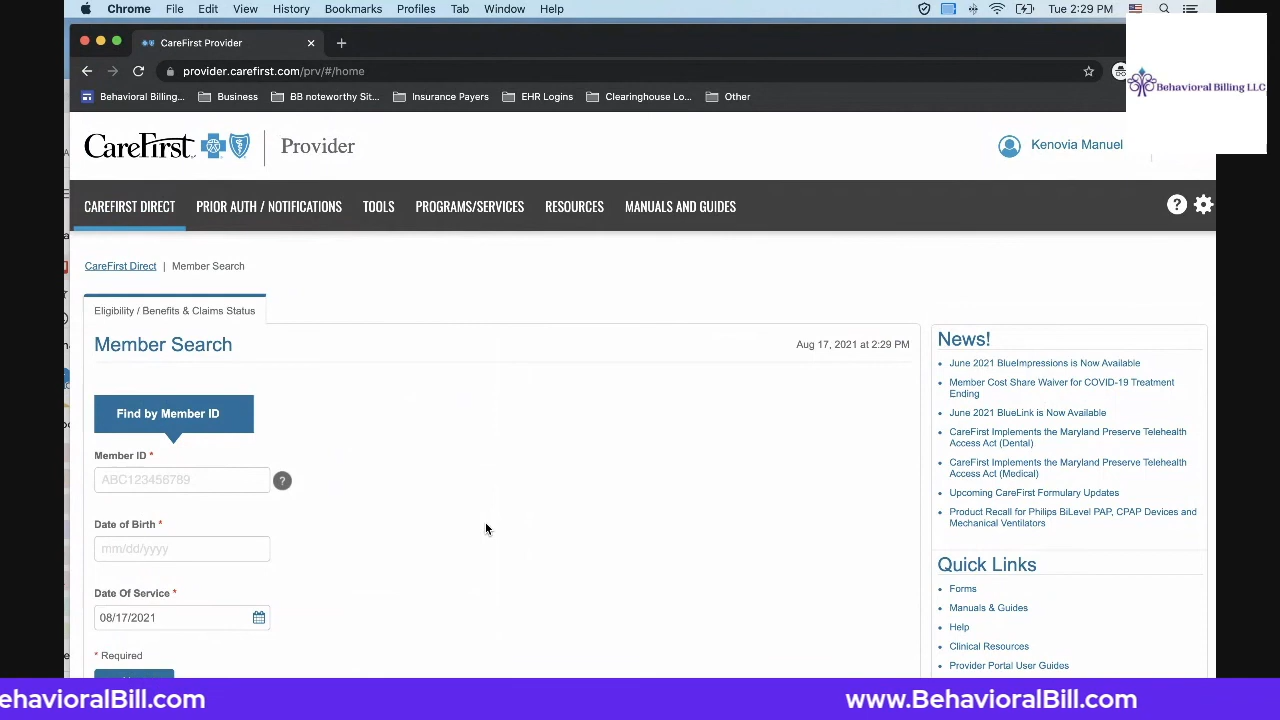 Chrome File Edit View History Bookmarks Profiles Tab Window Help Tue 2:29 PM
CareFirst Provider
provider.carefirst.com/prv/#/home
Behavioral Billing... Business BB noteworthy Sit... Insurance Payers EHR Logins Clearinghouse Lo... Other
Behavioral Billing LLC
CareFirst Provider
Kenovia Manuel
CAREFIRST DIRECT PRIOR AUTH / NOTIFICATIONS TOOLS PROGRAMS/SERVICES RESOURCES MANUALS AND GUIDES
CareFirst Direct | Member Search
Eligibility / Benefits & Claims Status
Member Search
Aug 17, 2021 at 2:29 PM
Find by Member ID
Member ID *
ABC123456789
Date of Birth *
mm/dd/yyyy
Date Of Service *
08/17/2021
* Required
News!
June 2021 BlueImpressions is Now Available
Member Cost Share Waiver for COVID-19 Treatment
Ending
June 2021 BlueLink is Now Available
CareFirst Implements the Maryland Preserve Telehealth
Access Act (Dental)
CareFirst Implements the Maryland Preserve Telehealth
Access Act (Medical)
Upcoming CareFirst Formulary Updates
Product Recall for Philips BiLevel PAP, CPAP Devices and
Mechanical Ventilators
Quick Links
Forms
Manuals & Guides
Help
Clinical Resources
Provider Portal User Guides
ehavioralBill.com
www.BehavioralBill.com